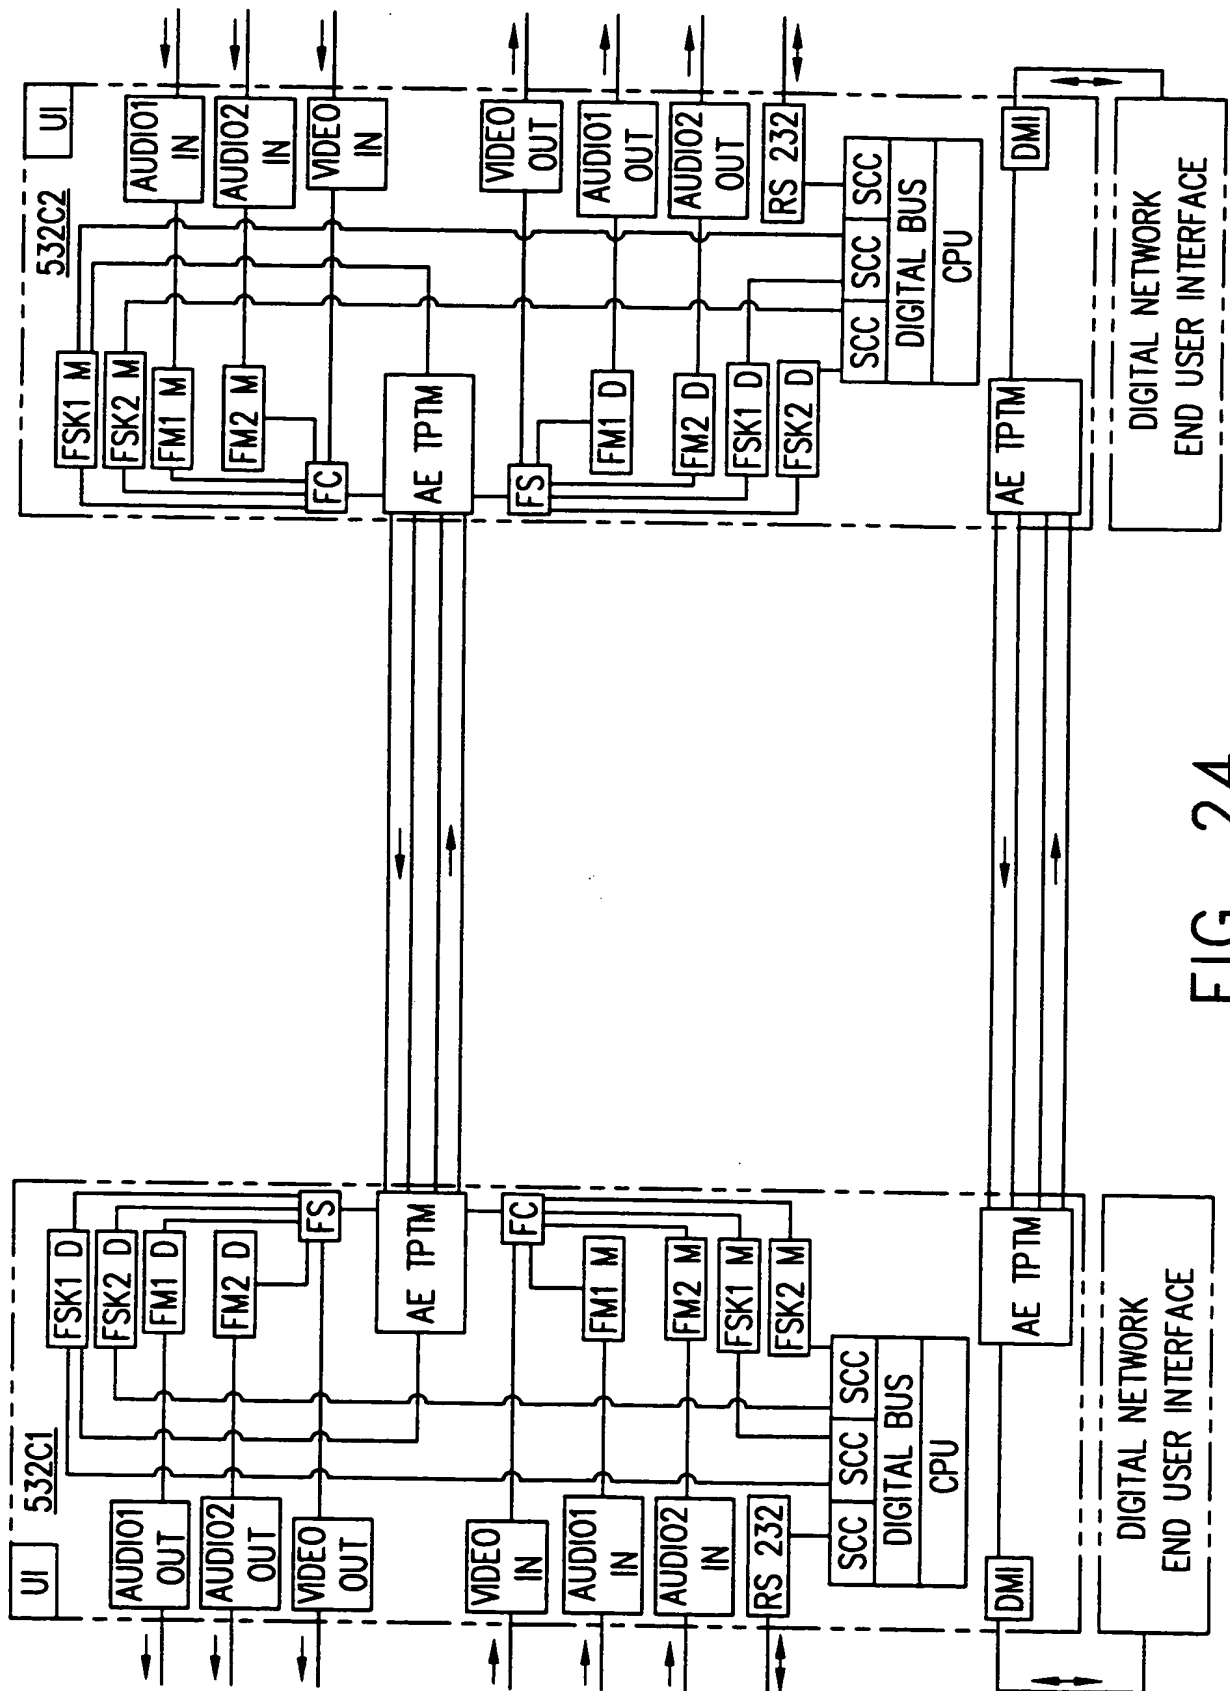 UI
532C1
AUDIO1
OUT
AUDIO2
OUT
VIDEO
OUT
VIDEO
IN
AUDIO1
IN
AUDIO2
IN
RS 232
FSK1 D
FSK2 D
FM1 D
FM2 D
FS
AE TPTM
FC
FM1 M
FM2 M
FSK1 M
FSK2 M
SCC
SCC
SCC
DIGITAL BUS
CPU
DMI
AE TPTM
DIGITAL NETWORK
END USER INTERFACE
532C2
UI
FSK1 M
FSK2 M
FM1 M
FM2 M
FC
AE TPTM
FS
FM1 D
FM2 D
FSK1 D
FSK2 D
AUDIO1
IN
AUDIO2
IN
VIDEO
IN
VIDEO
OUT
AUDIO1
OUT
AUDIO2
OUT
RS 232
SCC
SCC
SCC
DIGITAL BUS
CPU
AE TPTM
DMI
DIGITAL NETWORK
END USER INTERFACE
FIG. 24